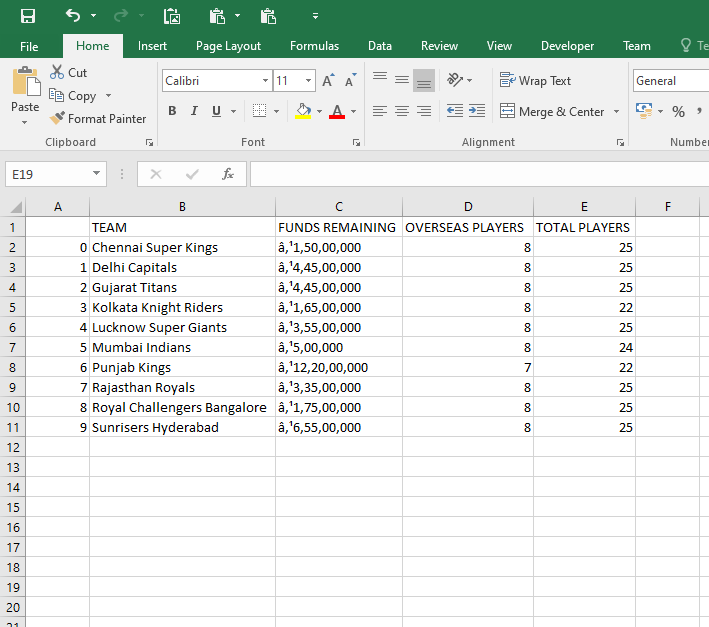 File Home Insert Page Layout Formulas Data Review View Developer Team Te
Paste Cut Copy Format Painter
Calibri 11 A A Wrap Text General
B I U A Merge & Center % ,
Clipboard Font Alignment Number
E19 fx
A B C D E F
1 TEAM FUNDS REMAINING OVERSEAS PLAYERS TOTAL PLAYERS
2 0 Chennai Super Kings â‚¹1,50,00,000 8 25
3 1 Delhi Capitals â‚¹4,45,00,000 8 25
4 2 Gujarat Titans â‚¹4,45,00,000 8 25
5 3 Kolkata Knight Riders â‚¹1,65,00,000 8 22
6 4 Lucknow Super Giants â‚¹3,55,00,000 8 25
7 5 Mumbai Indians â‚¹5,00,000 8 24
8 6 Punjab Kings â‚¹12,20,00,000 7 22
9 7 Rajasthan Royals â‚¹3,35,00,000 8 25
10 8 Royal Challengers Bangalore â‚¹1,75,00,000 8 25
11 9 Sunrisers Hyderabad â‚¹6,55,00,000 8 25
12
13
14
15
16
17
18
19
20
21